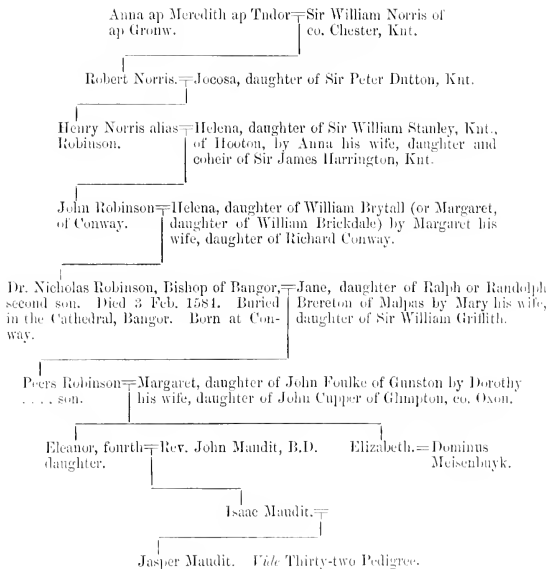 Anna ap Meredith ap Tudor=Sir William Norris of
ap Gronw. co. Chester, Knt.
Robert Norris.=Jocosa, daughter of Sir Peter Dutton, Knt.
Henry Norris alias=Helena, daughter of Sir William Stanley, Knt.,
Robinson. of Hooton, by Anna his wife, daughter and
coheir of Sir James Harrington, Knt.
John Robinson=Helena, daughter of William Brytall (or Margaret,
of Conway. daughter of William Brickdale) by Margaret his
wife, daughter of Richard Conway.
Dr. Nicholas Robinson, Bishop of Bangor,=Jane, daughter of Ralph or Randolph
second son. Died 3 Feb. 1584. Buried Brereton of Malpas by Mary his wife,
in the Cathedral, Bangor. Born at Con- daughter of Sir William Griffith.
way.
Peers Robinson=Margaret, daughter of John Foulke of Gunston by Dorothy
. . . . son. his wife, daughter of John Cupper of Glimpton, co. Oxon.
Eleanor, fourth=Rev. John Maudit, B.D. Elizabeth.=Dominus
daughter. Meisenbuyk.
Isaac Maudit.=
Jasper Maudit. Vide Thirty-two Pedigree.